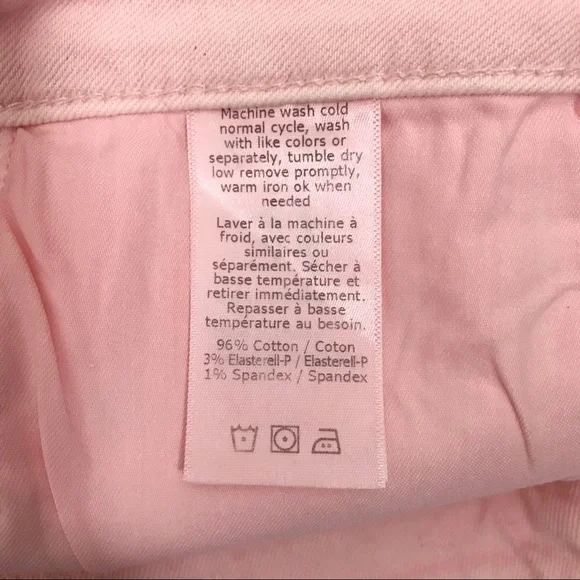 Machine wash cold
normal cycle, wash
with like colors or
separately, tumble dry
low remove promptly,
warm iron ok when
needed
Laver à la machine à
froid, avec couleurs
similaires ou
séparément. Sécher à
basse température et
retirer immédiatement.
Repasser à basse
température au besoin.
96% Cotton / Coton
3% Elasterell-P / Elasterell-P
1% Spandex / Spandex